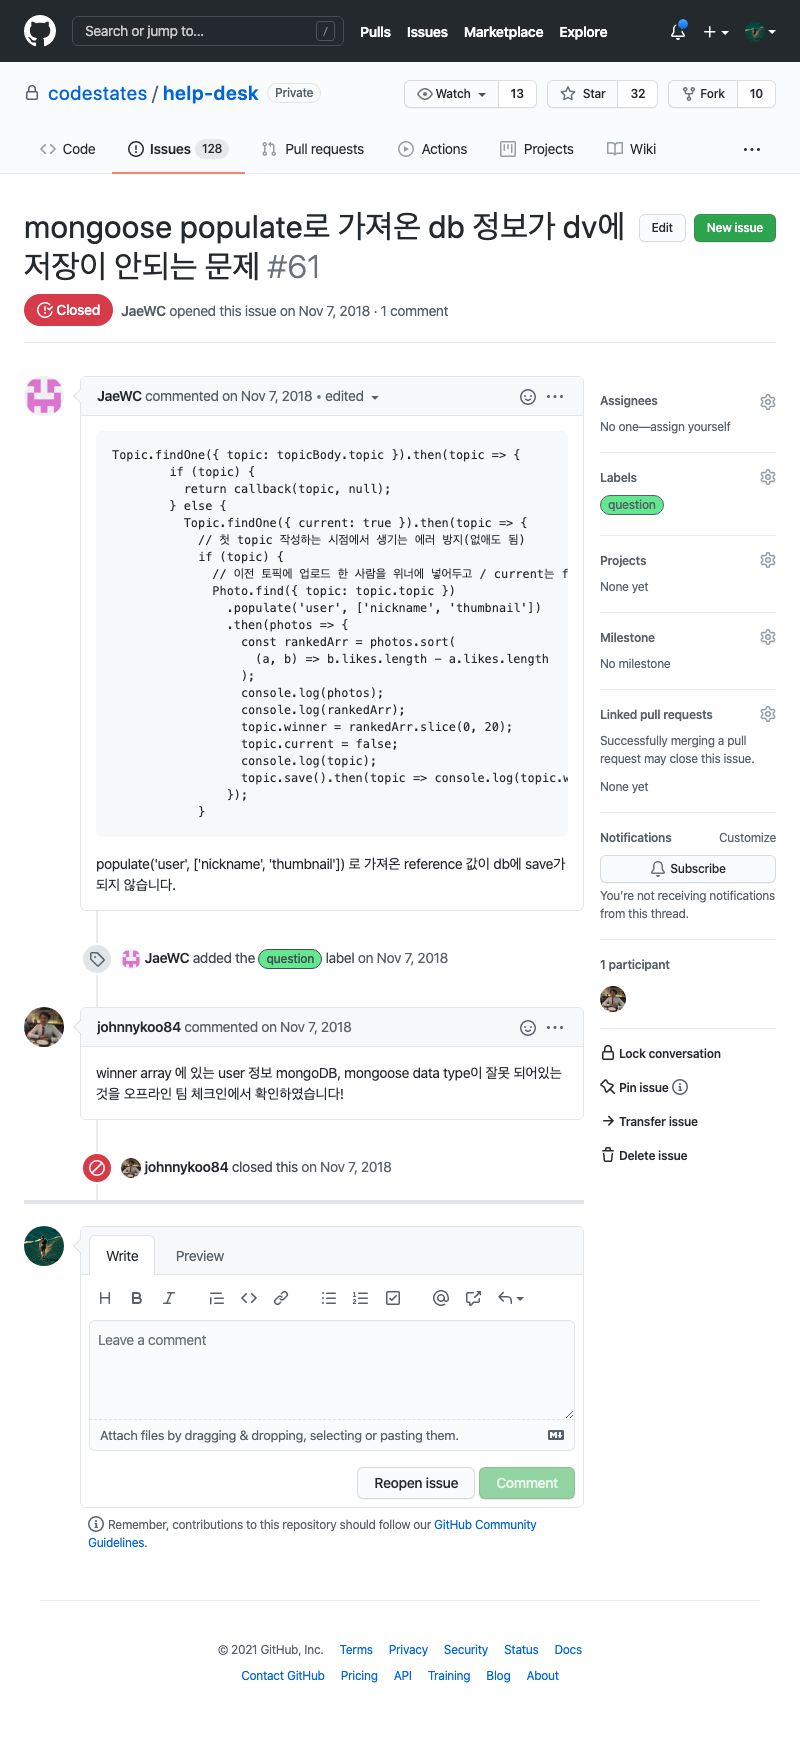 Search or jump to... /
Pulls Issues Marketplace Explore
codestates / help-desk Private
Watch 13 Star 32 Fork 10
Code Issues 128 Pull requests Actions Projects Wiki
mongoose populate로 가져온 db 정보가 dv에
저장이 안되는 문제 #61
Edit New issue
Closed JaeWC opened this issue on Nov 7, 2018 · 1 comment
JaeWC commented on Nov 7, 2018 • edited
Topic.findOne({ topic: topicBody.topic }).then(topic => {
if (topic) {
return callback(topic, null);
} else {
Topic.findOne({ current: true }).then(topic => {
// 첫 topic 작성하는 시점에서 생기는 에러 방지(없애도 됨)
if (topic) {
// 이전 토픽에 업로드 한 사람을 위너에 넣어두고 / current는 f
Photo.find({ topic: topic.topic })
.populate('user', ['nickname', 'thumbnail'])
.then(photos => {
const rankedArr = photos.sort(
(a, b) => b.likes.length - a.likes.length
);
console.log(photos);
console.log(rankedArr);
topic.winner = rankedArr.slice(0, 20);
topic.current = false;
console.log(topic);
topic.save().then(topic => console.log(topic.w
});
}
populate('user', ['nickname', 'thumbnail']) 로 가져온 reference 값이 db에 save가
되지 않습니다.
JaeWC added the question label on Nov 7, 2018
johnnykoo84 commented on Nov 7, 2018
winner array 에 있는 user 정보 mongoDB, mongoose data type이 잘못 되어있는
것을 오프라인 팀 체크인에서 확인하였습니다!
johnnykoo84 closed this on Nov 7, 2018
Write Preview
Leave a comment
Attach files by dragging & dropping, selecting or pasting them.
Reopen issue Comment
Remember, contributions to this repository should follow our GitHub Community
Guidelines.
Assignees
No one—assign yourself
Labels
question
Projects
None yet
Milestone
No milestone
Linked pull requests
Successfully merging a pull
request may close this issue.
None yet
Notifications Customize
Subscribe
You're not receiving notifications
from this thread.
1 participant
Lock conversation
Pin issue
Transfer issue
Delete issue
© 2021 GitHub, Inc. Terms Privacy Security Status Docs
Contact GitHub Pricing API Training Blog About